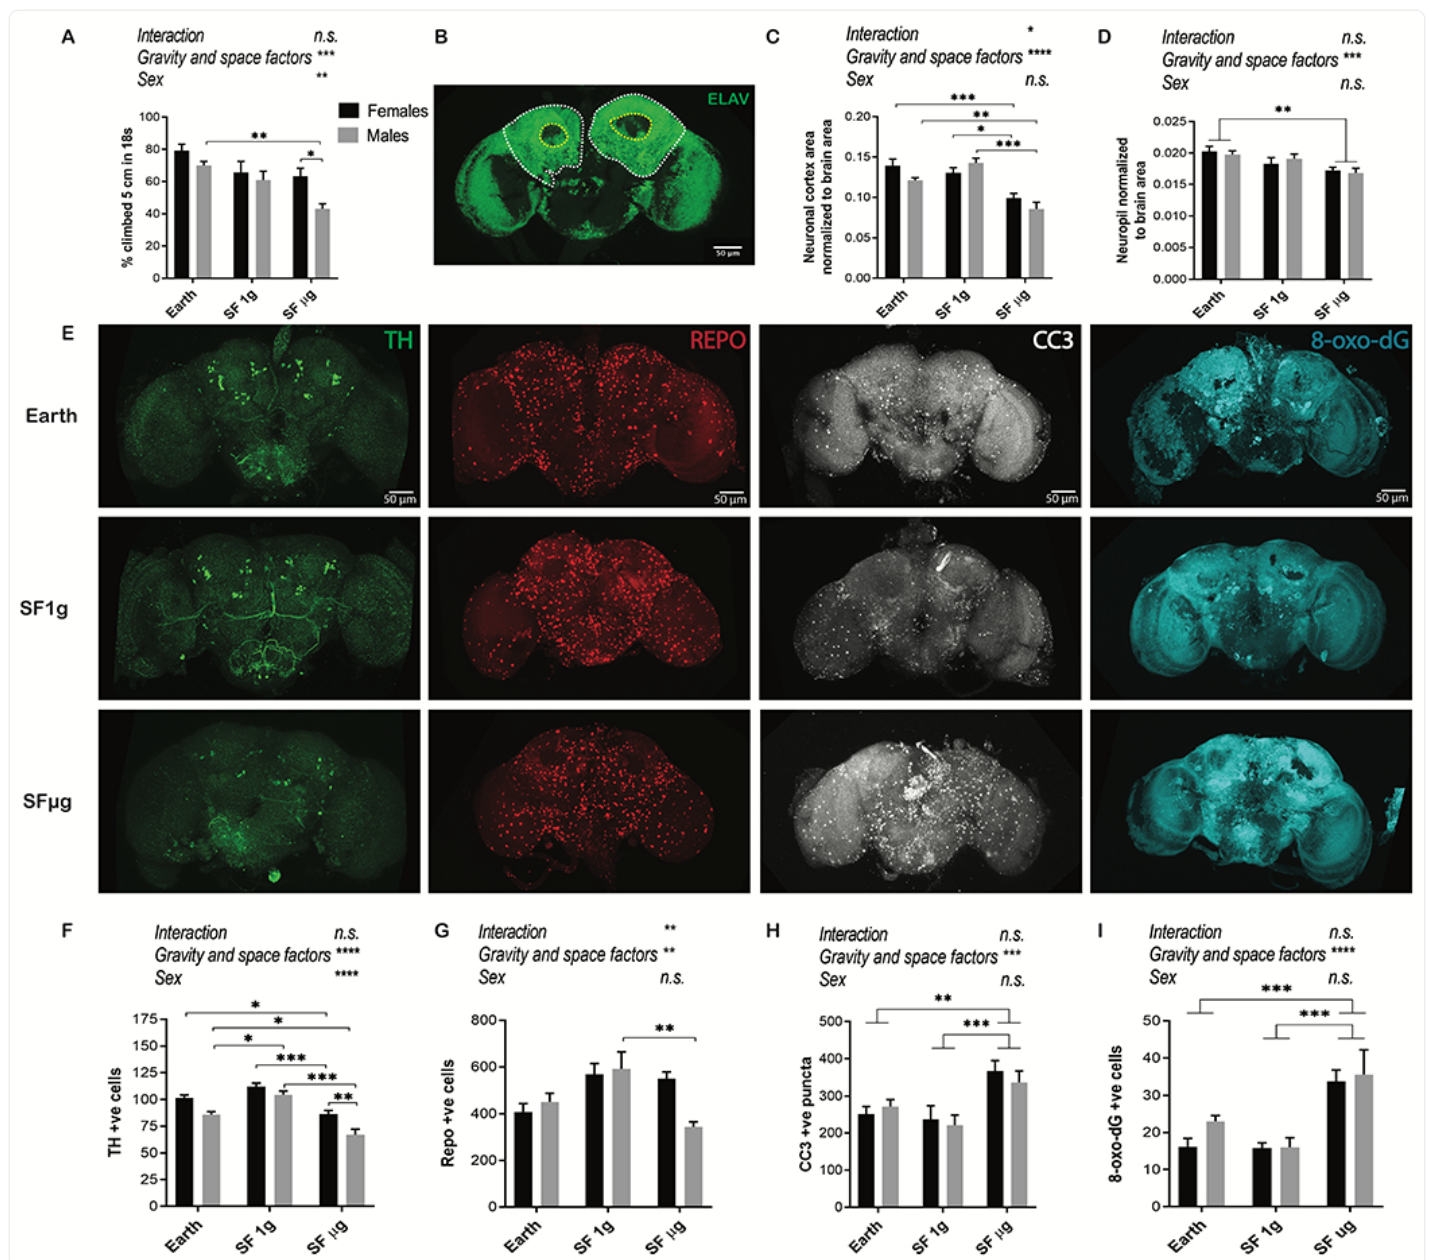 A
Interaction n.s.
Gravity and space factors ***
Sex **
Females
Males
% climbed 5 cm in 18s
100
80
60
40
20
0
**
*
Earth
SF 1g
SF µg
B
ELAV
50 µm
C
Interaction *
Gravity and space factors ****
Sex n.s.
Neuronal cortex area
normalized to brain area
0.20
0.15
0.10
0.05
0.00
***
**
*
***
Earth
SF 1g
SF µg
D
Interaction n.s.
Gravity and space factors ***
Sex n.s.
Neuropil normalized
to brain area
0.025
0.020
0.015
0.010
0.005
0.000
**
Earth
SF 1g
SF µg
E
TH
REPO
CC3
8-oxo-dG
Earth
50 µm
50 µm
50 µm
50 µm
SF1g
SFµg
F
Interaction n.s.
Gravity and space factors ****
Sex ****
TH +ve cells
175
150
125
100
75
50
25
0
*
*
*
***
***
**
Earth
SF 1g
SF µg
G
Interaction **
Gravity and space factors **
Sex n.s.
Repo +ve cells
800
600
400
200
0
**
Earth
SF 1g
SF µg
H
Interaction n.s.
Gravity and space factors ***
Sex n.s.
CC3 +ve puncta
500
400
300
200
100
0
**
***
Earth
SF 1g
SF µg
I
Interaction n.s.
Gravity and space factors ****
Sex n.s.
8-oxo-dG +ve cells
50
40
30
20
10
0
***
***
Earth
SF 1g
SF ug